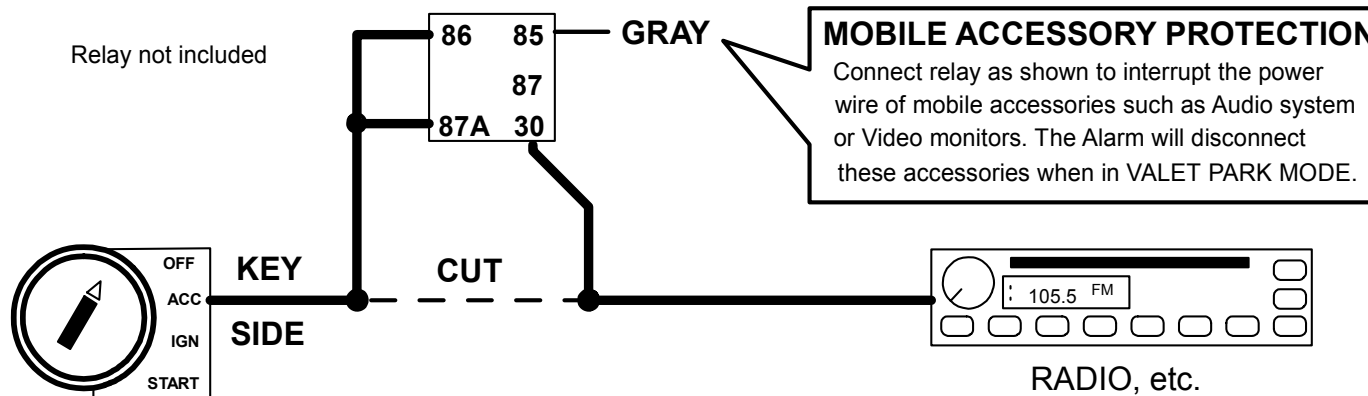 Relay not included
86 85
87
87A 30
GRAY
MOBILE ACCESSORY PROTECTION
Connect relay as shown to interrupt the power
wire of mobile accessories such as Audio system
or Video monitors. The Alarm will disconnect
these accessories when in VALET PARK MODE.
OFF
ACC
IGN
START
KEY
SIDE
CUT
105.5 FM
RADIO, etc.